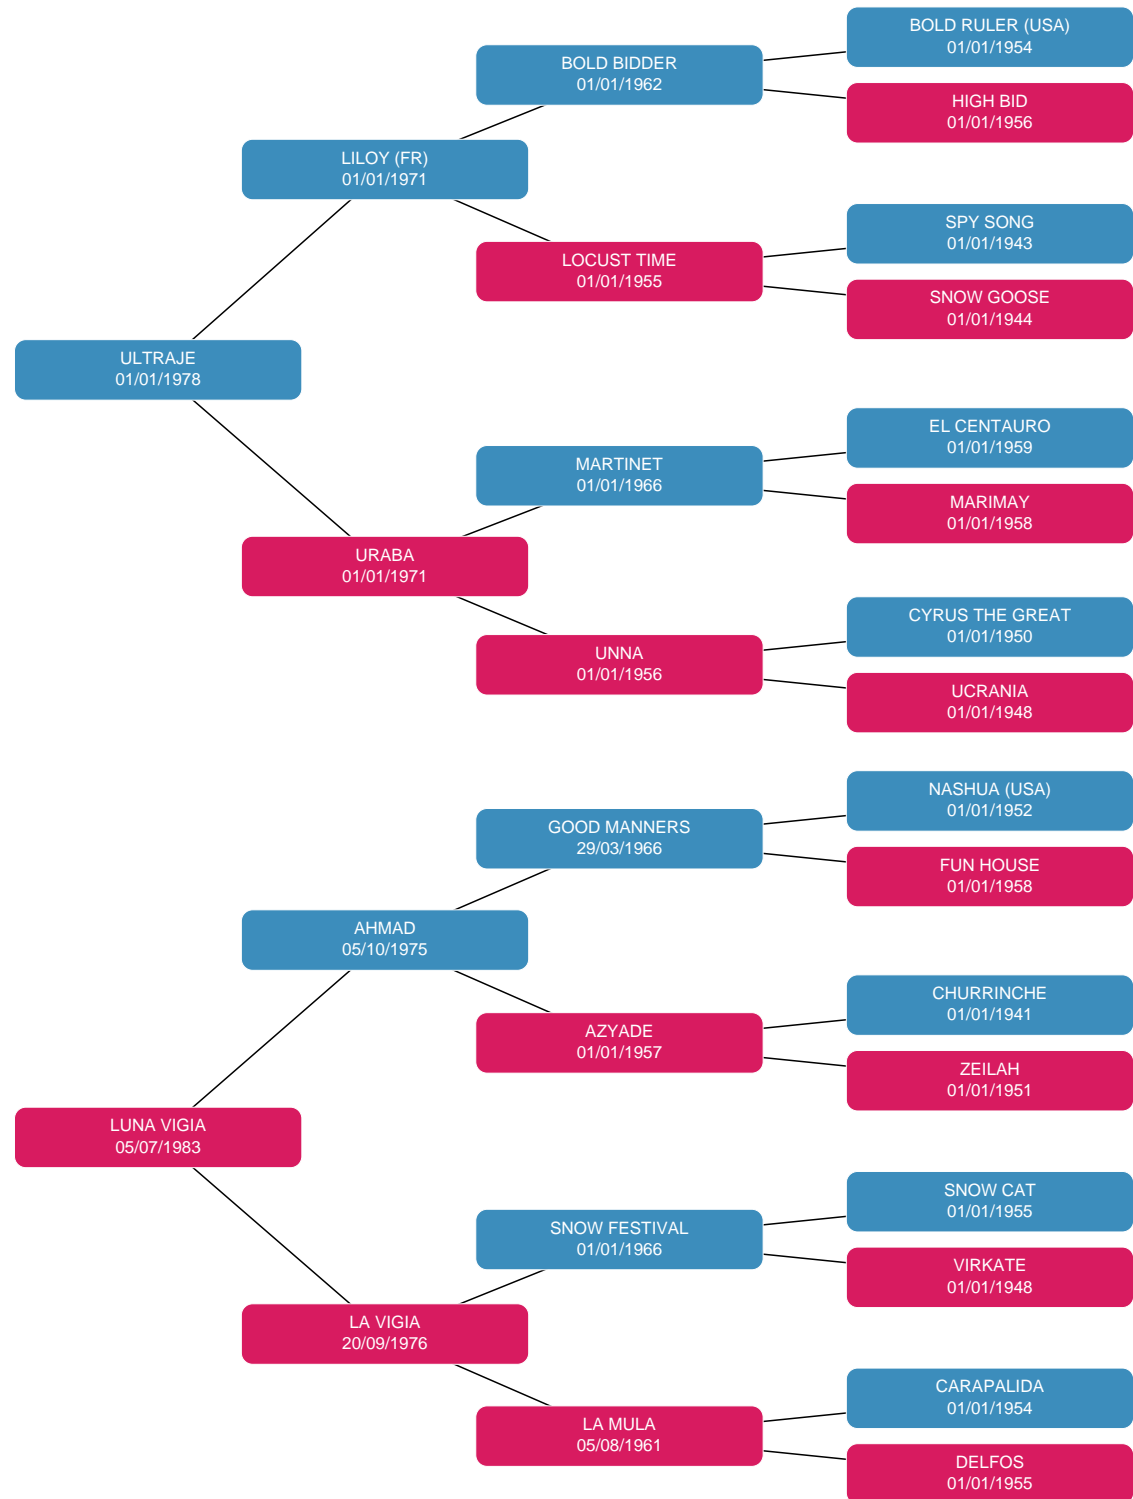 BOLD RULER (USA)
01/01/1954
BOLD BIDDER
01/01/1962
HIGH BID
01/01/1956
LILOY (FR)
01/01/1971
SPY SONG
01/01/1943
LOCUST TIME
01/01/1955
SNOW GOOSE
01/01/1944
ULTRAJE
01/01/1978
EL CENTAURO
01/01/1959
MARTINET
01/01/1966
MARIMAY
01/01/1958
URABA
01/01/1971
CYRUS THE GREAT
01/01/1950
UNNA
01/01/1956
UCRANIA
01/01/1948
NASHUA (USA)
01/01/1952
GOOD MANNERS
29/03/1966
FUN HOUSE
01/01/1958
AHMAD
05/10/1975
CHURRINCHE
01/01/1941
AZYADE
01/01/1957
ZEILAH
01/01/1951
LUNA VIGIA
05/07/1983
SNOW CAT
01/01/1955
SNOW FESTIVAL
01/01/1966
VIRKATE
01/01/1948
LA VIGIA
20/09/1976
CARAPALIDA
01/01/1954
LA MULA
05/08/1961
DELFOS
01/01/1955